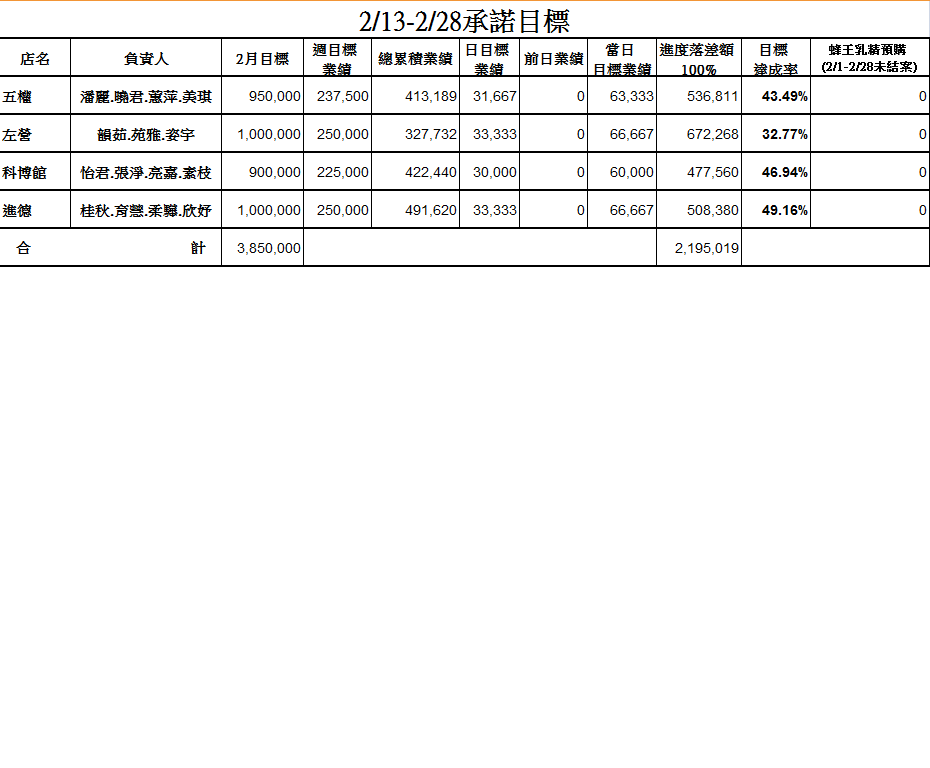 2/13-2/28承諾目標
店名 負責人 2月目標 週目標業績 總累積業績 日目標業績 前日業績 當日目標業績 進度落差額100% 目標達成率 蜂王乳精預購(2/1-2/28未結案)
五權 潘麗.曉君.蕙萍.美琪 950,000 237,500 413,189 31,667 0 63,333 536,811 43.49% 0
左營 韻茹.苑雅.姿宇 1,000,000 250,000 327,732 33,333 0 66,667 672,268 32.77% 0
科博館 怡君.張淨.亮嘉.素枝 900,000 225,000 422,440 30,000 0 60,000 477,560 46.94% 0
進德 桂秋.育慧.柔驊.欣妤 1,000,000 250,000 491,620 33,333 0 66,667 508,380 49.16% 0
合 計 3,850,000 2,195,019